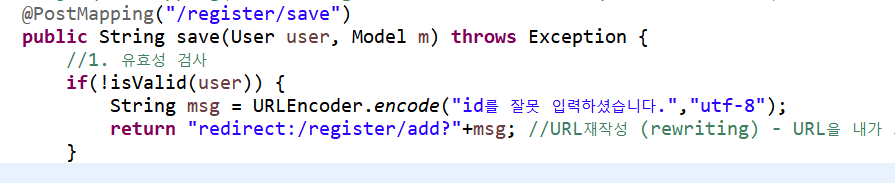 @PostMapping("/register/save")
public String save(User user, Model m) throws Exception {
//1. 유효성 검사
if(!isValid(user)) {
String msg = URLEncoder.encode("id를 잘못 입력하셨습니다.","utf-8");
return "redirect:/register/add?"+msg; //URL재작성 (rewriting) - URL을 내가
}